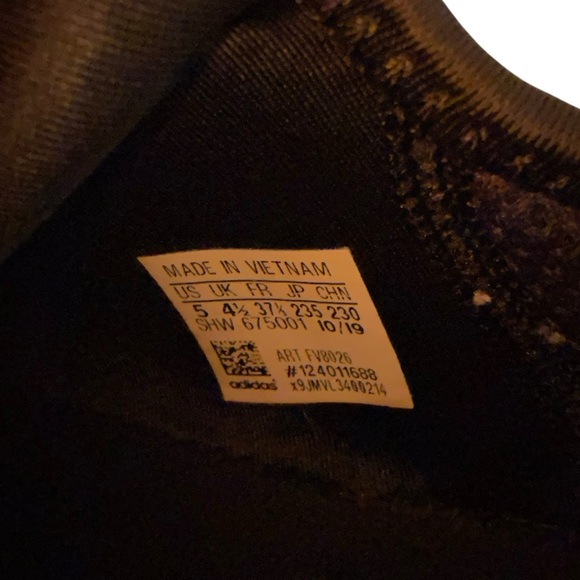 MADE IN VIETNAM
US UK FR JP CHN
5 4½ 37⅓ 235 230
SHW 675001 10/19
ART FV8026
#124011688
adidas x9JMVL3400214